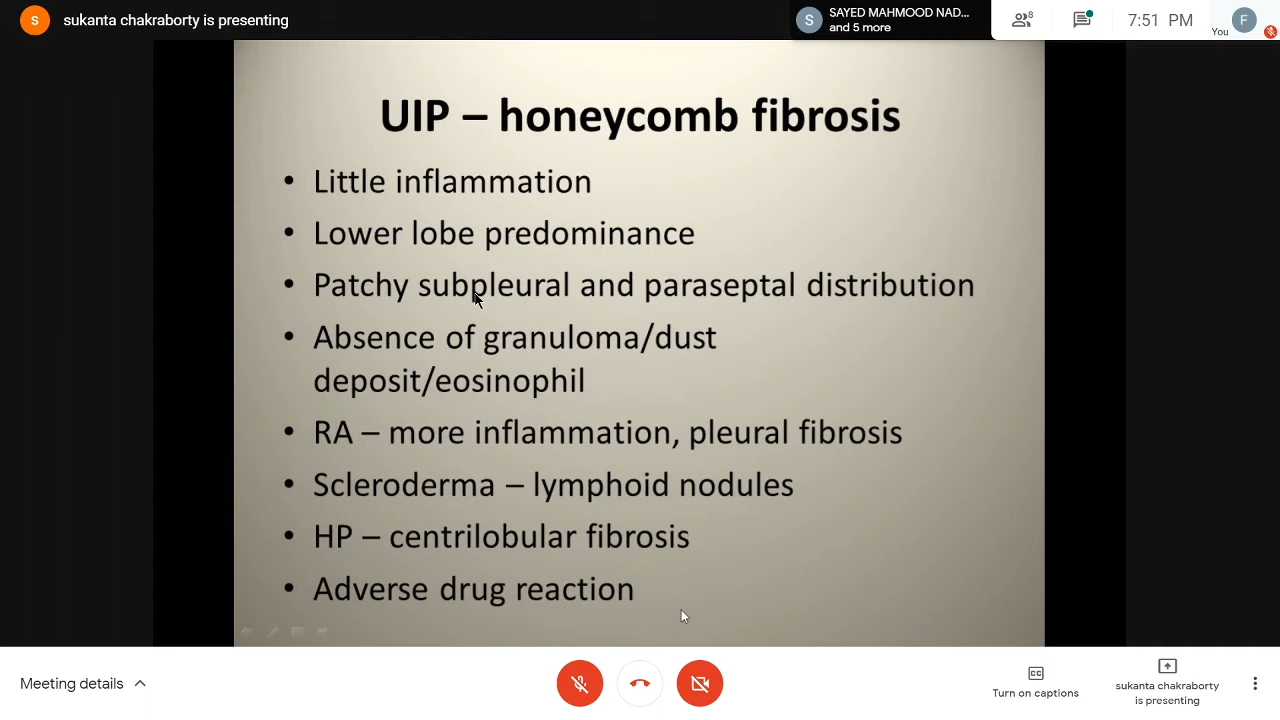 S
sukanta chakraborty is presenting
S
SAYED MAHMOOD NAD...
and 5 more
8
7:51 PM
You
F
UIP – honeycomb fibrosis
• Little inflammation
• Lower lobe predominance
• Patchy subpleural and paraseptal distribution
• Absence of granuloma/dust
deposit/eosinophil
• RA – more inflammation, pleural fibrosis
• Scleroderma – lymphoid nodules
• HP – centrilobular fibrosis
• Adverse drug reaction
Meeting details
CC
Turn on captions
sukanta chakraborty
is presenting